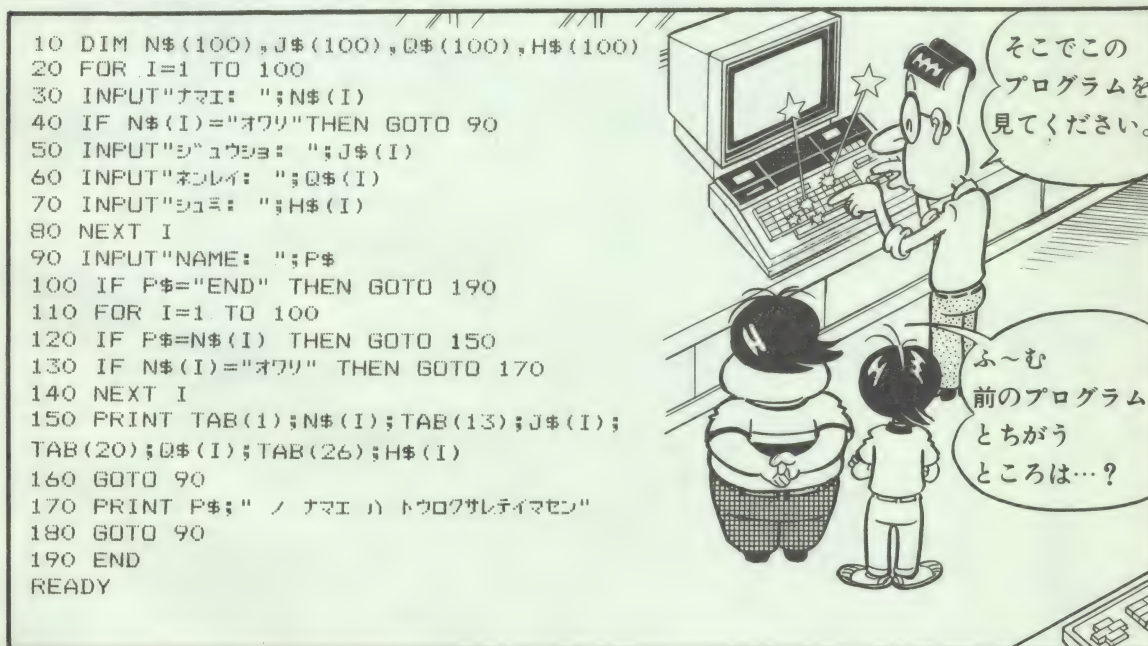 10 DIM N$(100),J$(100),Q$(100),H$(100)
20 FOR I=1 TO 100
30 INPUT"ナマエ: ";N$(I)
40 IF N$(I)="オワリ"THEN GOTO 90
50 INPUT"ジュウショ: ";J$(I)
60 INPUT"ネンレイ: ";Q$(I)
70 INPUT"シュミ: ";H$(I)
80 NEXT I
90 INPUT"NAME: ";P$
100 IF P$="END" THEN GOTO 190
110 FOR I=1 TO 100
120 IF P$=N$(I) THEN GOTO 150
130 IF N$(I)="オワリ" THEN GOTO 170
140 NEXT I
150 PRINT TAB(1);N$(I);TAB(13);J$(I);
TAB(20);Q$(I);TAB(26);H$(I)
160 GOTO 90
170 PRINT P$;" ノ ナマエ ハ トウロクサレテイマセン"
180 GOTO 90
190 END
READY
そこでこの
プログラムを
見てください。
ふ〜む
前のプログラム
とちがう
ところは…?